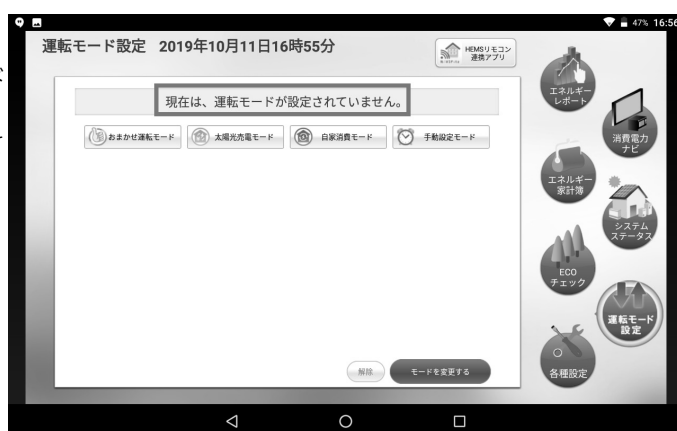 47% 16:56
運転モード設定 2019年10月11日16時55分
HEMSリモコン
連携アプリ
現在は、運転モードが設定されていません。
おまかせ運転モード
太陽光売電モード
自家消費モード
手動設定モード
解除
モードを変更する
エネルギー
レポート
消費電力
ナビ
エネルギー
家計簿
システム
ステータス
ECO
チェック
運転モード
設定
各種設定